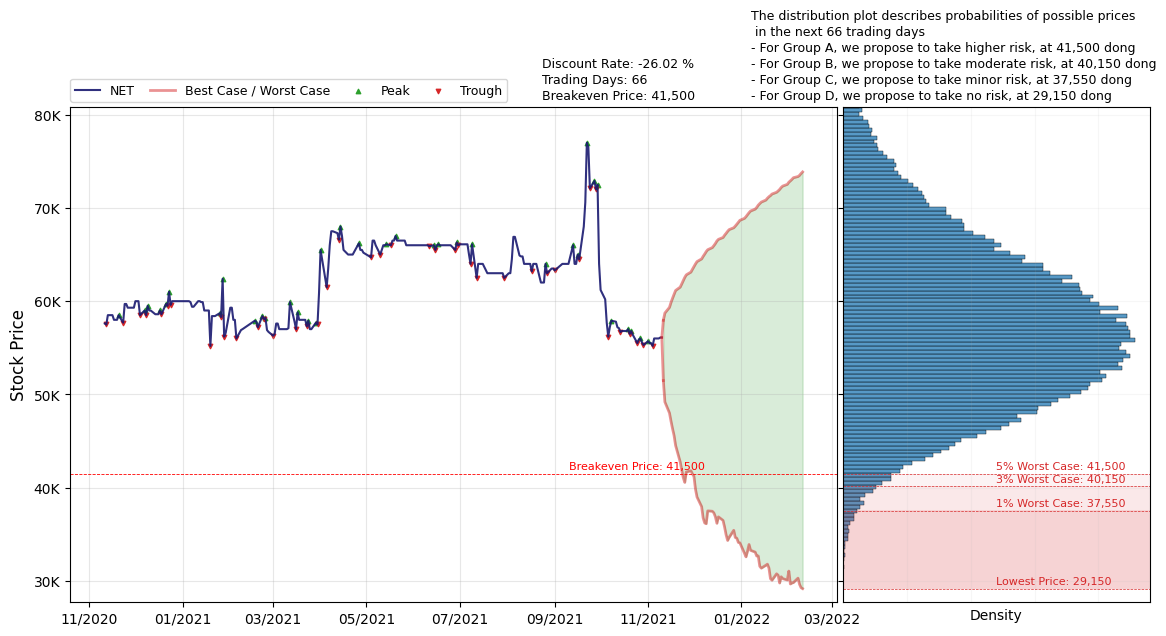 The distribution plot describes probabilities of possible prices
in the next 66 trading days
- For Group A, we propose to take higher risk, at 41,500 dong
- For Group B, we propose to take moderate risk, at 40,150 dong
- For Group C, we propose to take minor risk, at 37,550 dong
- For Group D, we propose to take no risk, at 29,150 dong
Discount Rate: -26.02 %
Trading Days: 66
Breakeven Price: 41,500
NET
Best Case / Worst Case
Peak
Trough
Stock Price
80K
70K
60K
50K
40K
30K
Breakeven Price: 41,500
5% Worst Case: 41,500
3% Worst Case: 40,150
1% Worst Case: 37,550
Lowest Price: 29,150
11/2020
01/2021
03/2021
05/2021
07/2021
09/2021
11/2021
01/2022
03/2022
Density